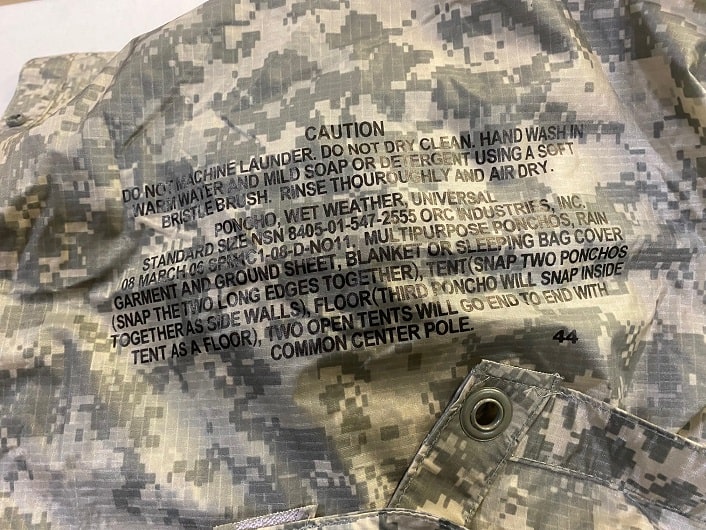 CAUTION
DO NOT MACHINE LAUNDER. DO NOT DRY CLEAN. HAND WASH IN
WARM WATER AND MILD SOAP OR DETERGENT USING A SOFT
BRISTLE BRUSH. RINSE THOUROUGHLY AND AIR DRY.
PONCHO, WET WEATHER, UNIVERSAL
STANDARD SIZE NSN 8405-01-547-2555 ORC INDUSTRIES, INC.
08 MARCH 08 SPM1C1-08-D-NO11. MULTIPURPOSE PONCHOS, RAIN
GARMENT AND GROUND SHEET, BLANKET OR SLEEPING BAG COVER
(SNAP THE TWO LONG EDGES TOGETHER), TENT(SNAP TWO PONCHOS
TOGETHER AS SIDE WALLS), FLOOR(THIRD PONCHO WILL SNAP INSIDE
TENT AS A FLOOR), TWO OPEN TENTS WILL GO END TO END WITH
COMMON CENTER POLE.
44